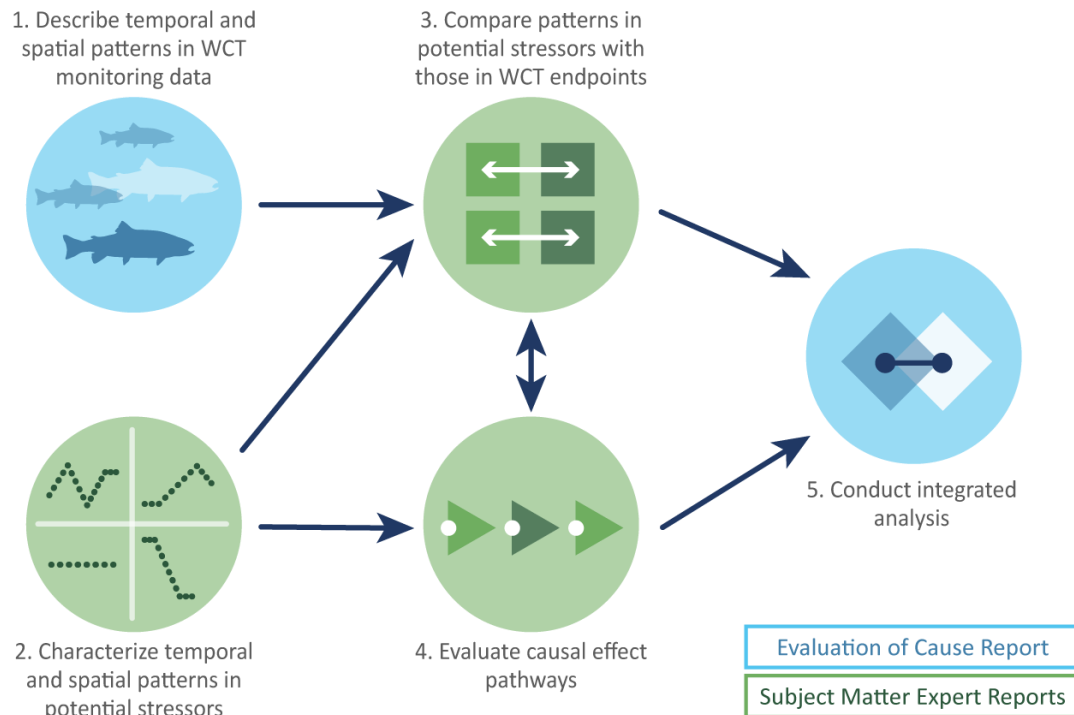 1. Describe temporal and
spatial patterns in WCT
monitoring data
3. Compare patterns in
potential stressors with
those in WCT endpoints
5. Conduct integrated
analysis
2. Characterize temporal
and spatial patterns in
potential stressors
4. Evaluate causal effect
pathways
Evaluation of Cause Report
Subject Matter Expert Reports